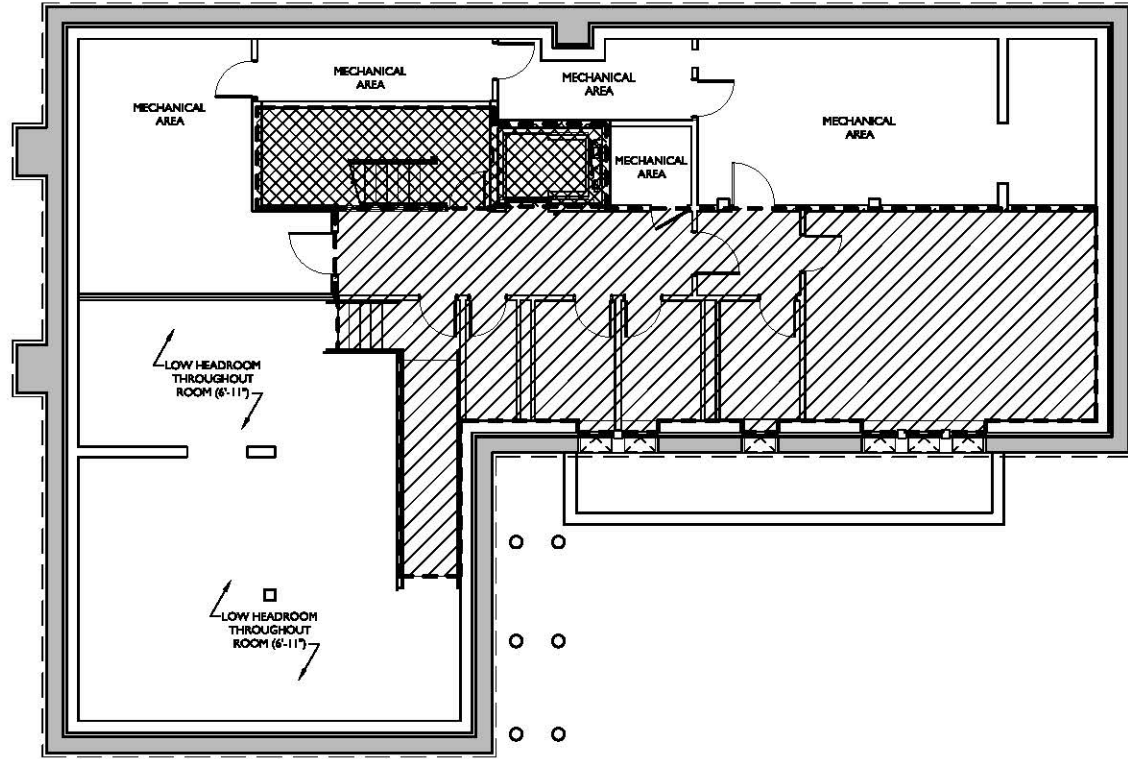 MECHANICAL
AREA
MECHANICAL
AREA
MECHANICAL
AREA
MECHANICAL
AREA
MECHANICAL
AREA
LOW HEADROOM
THROUGHOUT
ROOM (6'-11")
LOW HEADROOM
THROUGHOUT
ROOM (6'-11")